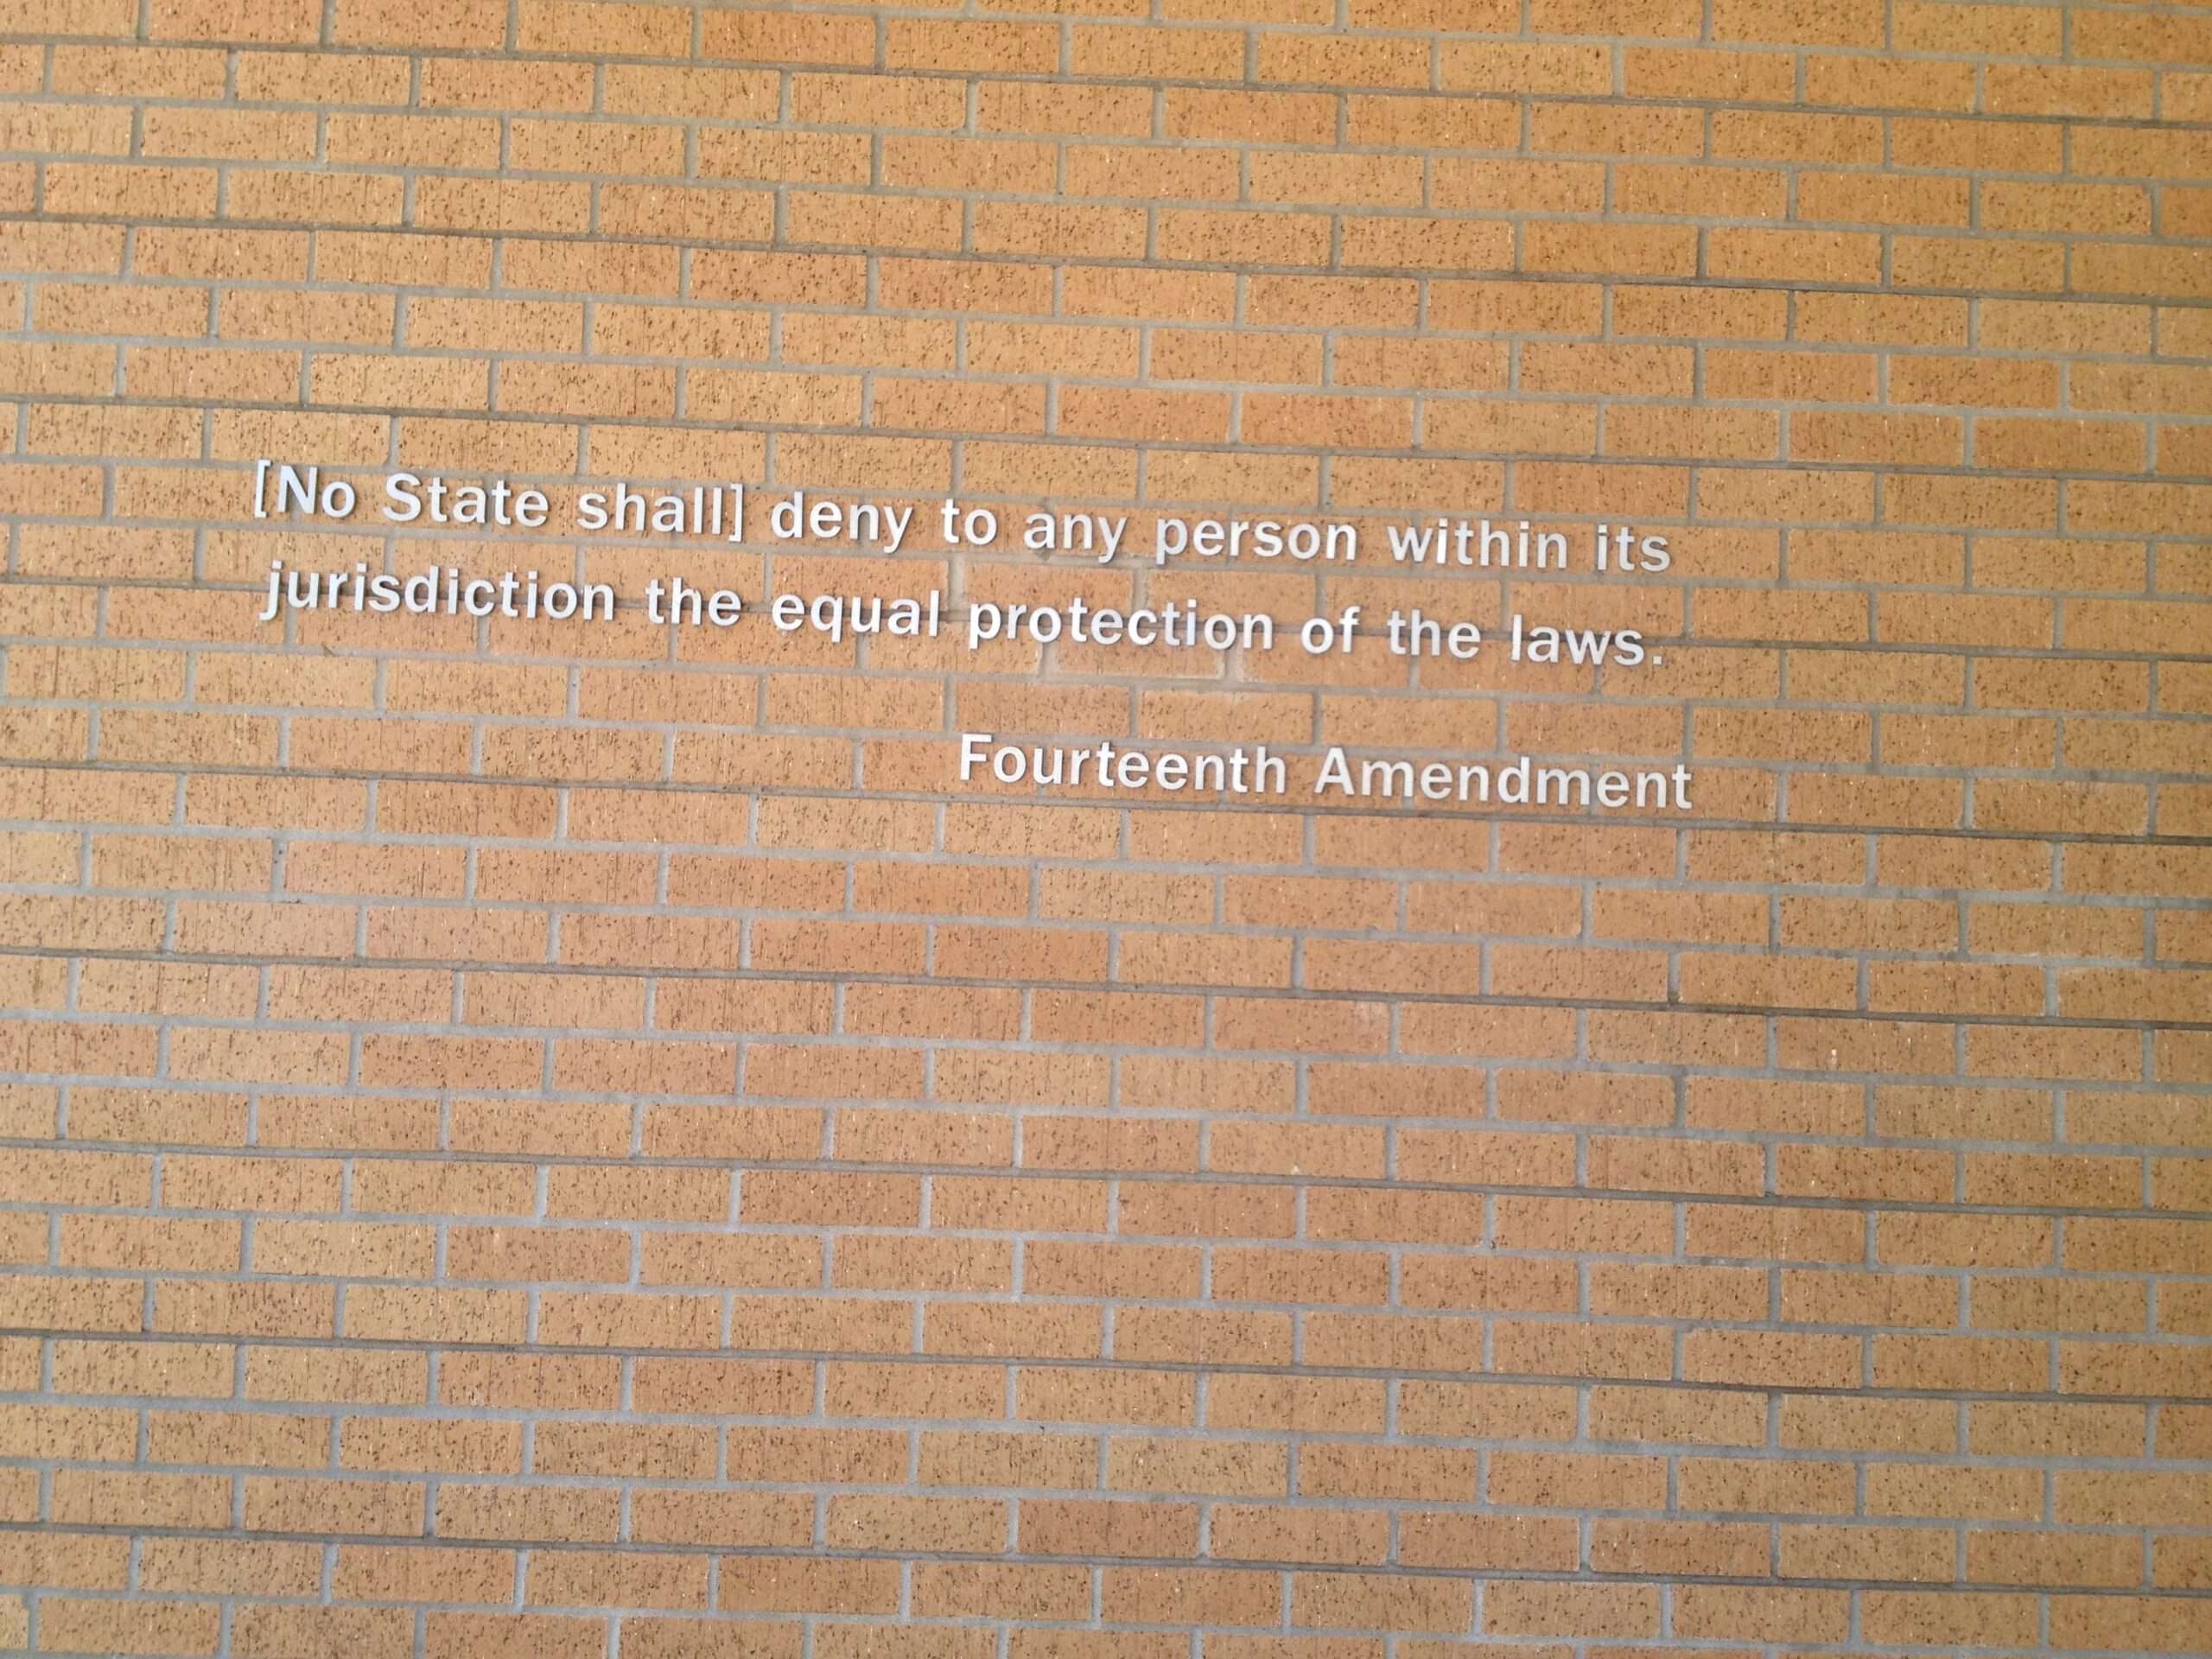 [No State shall] deny to any person within its
jurisdiction the equal protection of the laws.
Fourteenth Amendment